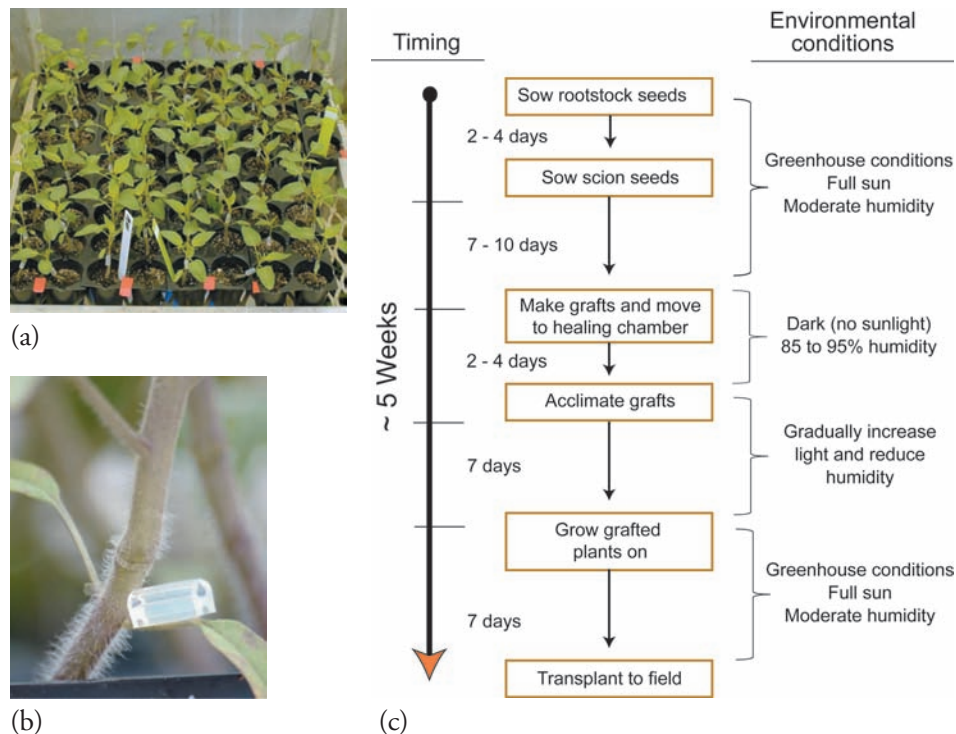 Timing
Environmental
conditions
Sow rootstock seeds
2 - 4 days
Sow scion seeds
Greenhouse conditions
Full sun
Moderate humidity
7 - 10 days
Make grafts and move
to healing chamber
Dark (no sunlight)
85 to 95% humidity
2 - 4 days
Acclimate grafts
~ 5 Weeks
Gradually increase
light and reduce
humidity
7 days
Grow grafted
plants on
Greenhouse conditions
Full sun
Moderate humidity
7 days
Transplant to field
(a)
(b)
(c)